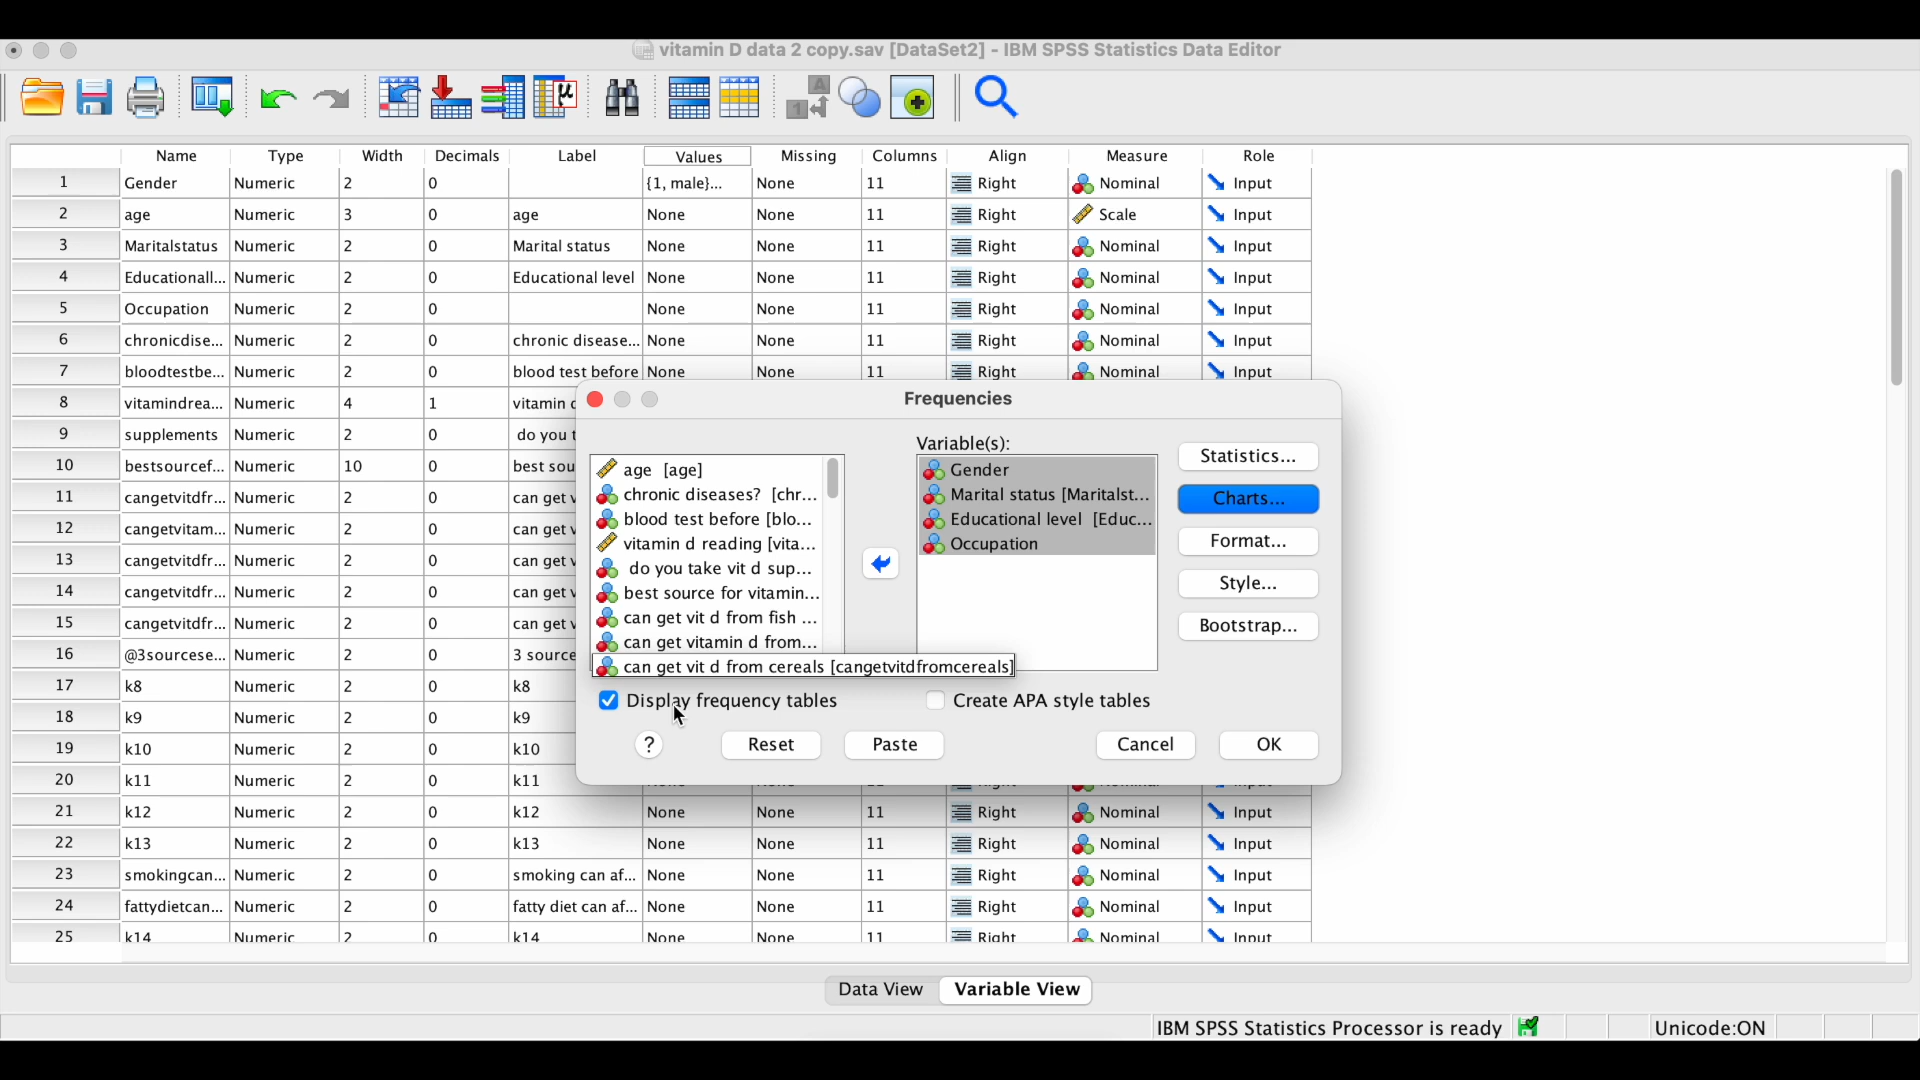 vitamin D data 2 copy.sav [DataSet2] - IBM SPSS Statistics Data Editor
Name Type Width Decimals Label Values Missing Columns Align Measure Role
1 Gender Numeric 2 0 {1, male}... None 11 Right Nominal Input
2 age Numeric 3 0 age None None 11 Right Scale Input
3 Maritalstatus Numeric 2 0 Marital status None None 11 Right Nominal Input
4 Educationall... Numeric 2 0 Educational level None None 11 Right Nominal Input
5 Occupation Numeric 2 0 None None 11 Right Nominal Input
6 chronicdise... Numeric 2 0 chronic disease... None None 11 Right Nominal Input
7 bloodtestbe... Numeric 2 0 blood test before None None 11 Right Nominal Input
8 vitamindrea... Numeric 4 1 vitamin
9 supplements Numeric 2 0 do you
10 bestsourcef... Numeric 10 0 best sou
11 cangetvitdfr... Numeric 2 0 can get
12 cangetvitam... Numeric 2 0 can get
13 cangetvitdfr... Numeric 2 0 can get
14 cangetvitdfr... Numeric 2 0 can get
15 cangetvitdfr... Numeric 2 0 can get
16 @3sourcese... Numeric 2 0 3 source
17 k8 Numeric 2 0 k8
18 k9 Numeric 2 0 k9
19 k10 Numeric 2 0 k10
20 k11 Numeric 2 0 k11
21 k12 Numeric 2 0 k12 None None 11 Right Nominal Input
22 k13 Numeric 2 0 k13 None None 11 Right Nominal Input
23 smokingcan... Numeric 2 0 smoking can af... None None 11 Right Nominal Input
24 fattydietcan... Numeric 2 0 fatty diet can af... None None 11 Right Nominal Input
25 k14 Numeric 2 0 k14 None None 11 Right Nominal Input
Frequencies
Variable(s):
age [age]
chronic diseases? [chr...
blood test before [blo...
vitamin d reading [vita...
do you take vit d sup...
best source for vitamin...
can get vit d from fish ...
can get vitamin d from...
can get vit d from cereals [cangetvitdfromcereals]
Gender
Marital status [Maritalst...
Educational level [Educ...
Occupation
Statistics...
Charts...
Format...
Style...
Bootstrap...
Display frequency tables
Create APA style tables
? Reset Paste Cancel OK
Data View Variable View
IBM SPSS Statistics Processor is ready Unicode:ON